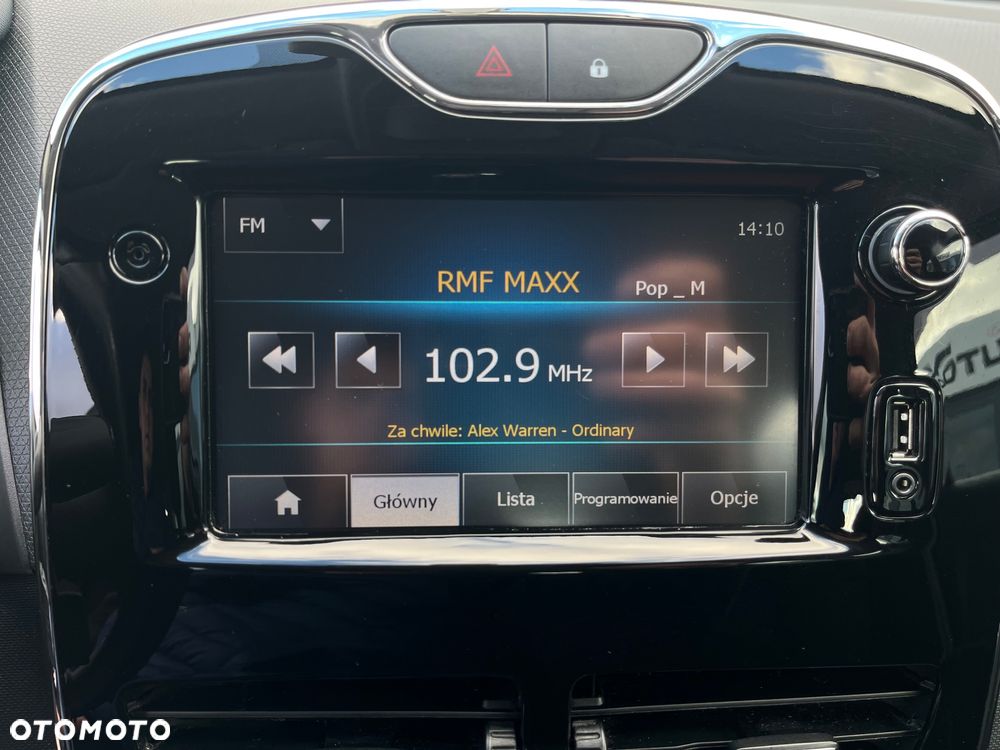 FM
14:10
RMF MAXX
Pop _ M
102.9 MHz
Za chwile: Alex Warren - Ordinary
Główny
Lista
Programowanie
Opcje
OTOMOTO